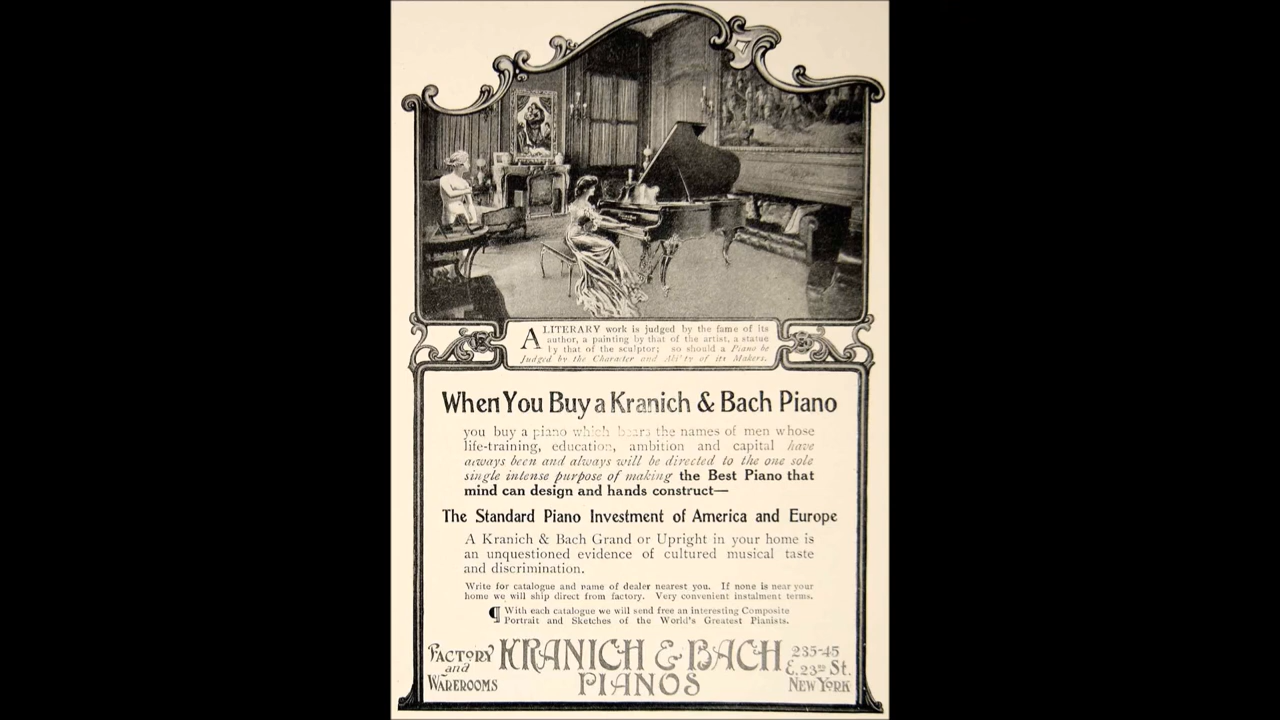 A LITERARY work is judged by the fame of its
author, a painting by that of the artist, a statue
by that of the sculptor; so should a Piano be
Judged by the Character and Ability of its Makers.
When You Buy a Kranich & Bach Piano
you buy a piano which bears the names of men whose
life-training, education, ambition and capital have
always been and always will be directed to the one sole
single intense purpose of making the Best Piano that
mind can design and hands construct—
The Standard Piano Investment of America and Europe
A Kranich & Bach Grand or Upright in your home is
an unquestioned evidence of cultured musical taste
and discrimination.
Write for catalogue and name of dealer nearest you. If none is near your
home we will ship direct from factory. Very convenient instalment terms.
¶ With each catalogue we will send free an interesting Composite
Portrait and Sketches of the World's Greatest Pianists.
FACTORY
and
WAREROOMS
KRANICH & BACH
PIANOS
235-45
E. 23RD ST.
NEW YORK